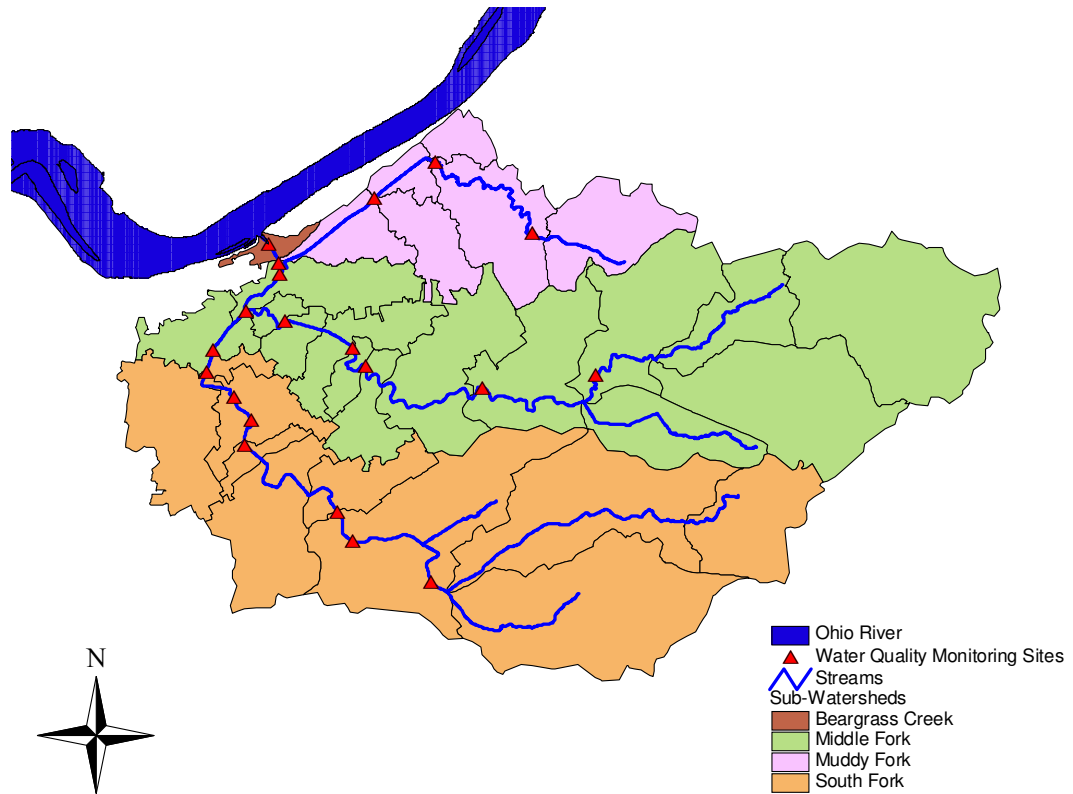 N
Ohio River
Water Quality Monitoring Sites
Streams
Sub-Watersheds
Beargrass Creek
Middle Fork
Muddy Fork
South Fork